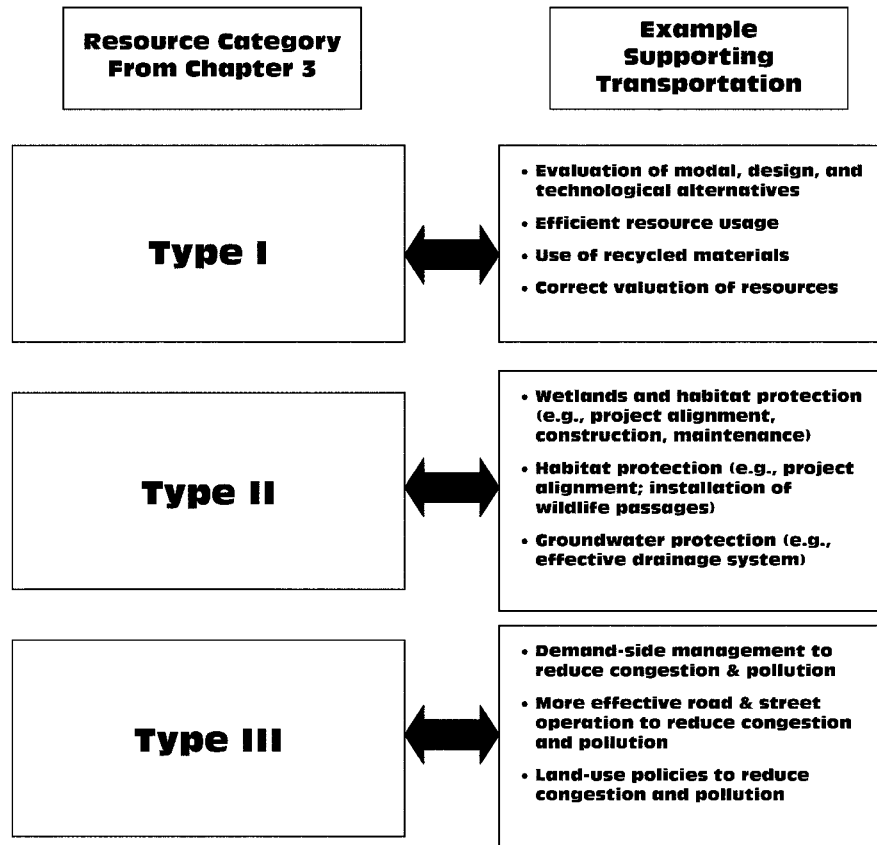 Resource Category
From Chapter 3
Example
Supporting
Transportation
Type I
• Evaluation of modal, design, and
technological alternatives
• Efficient resource usage
• Use of recycled materials
• Correct valuation of resources
Type II
• Wetlands and habitat protection
(e.g., project alignment,
construction, maintenance)
• Habitat protection (e.g., project
alignment; installation of
wildlife passages)
• Groundwater protection (e.g.,
effective drainage system)
Type III
• Demand-side management to
reduce congestion & pollution
• More effective road & street
operation to reduce congestion
and pollution
• Land-use policies to reduce
congestion and pollution